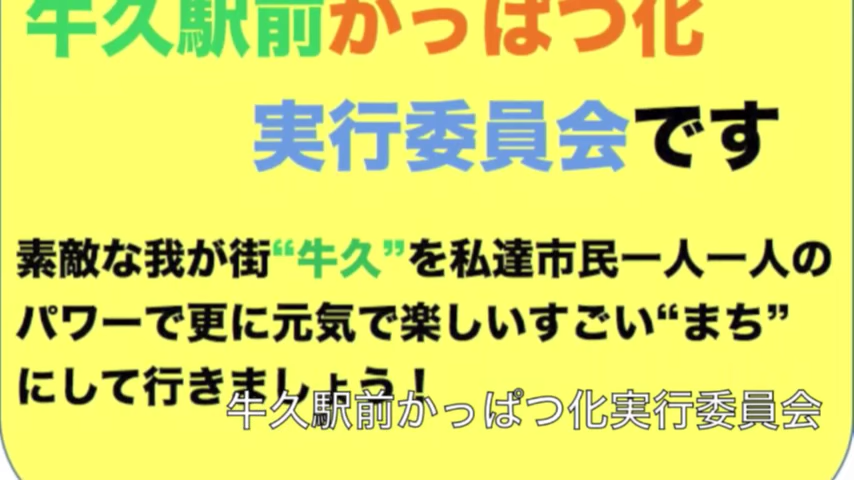 牛久駅前かっぱつ化
実行委員会です
素敵な我が街“牛久”を私達市民一人一人の
パワーで更に元気で楽しいすごい“まち”
にして行きましょう！
牛久駅前かっぱつ化実行委員会